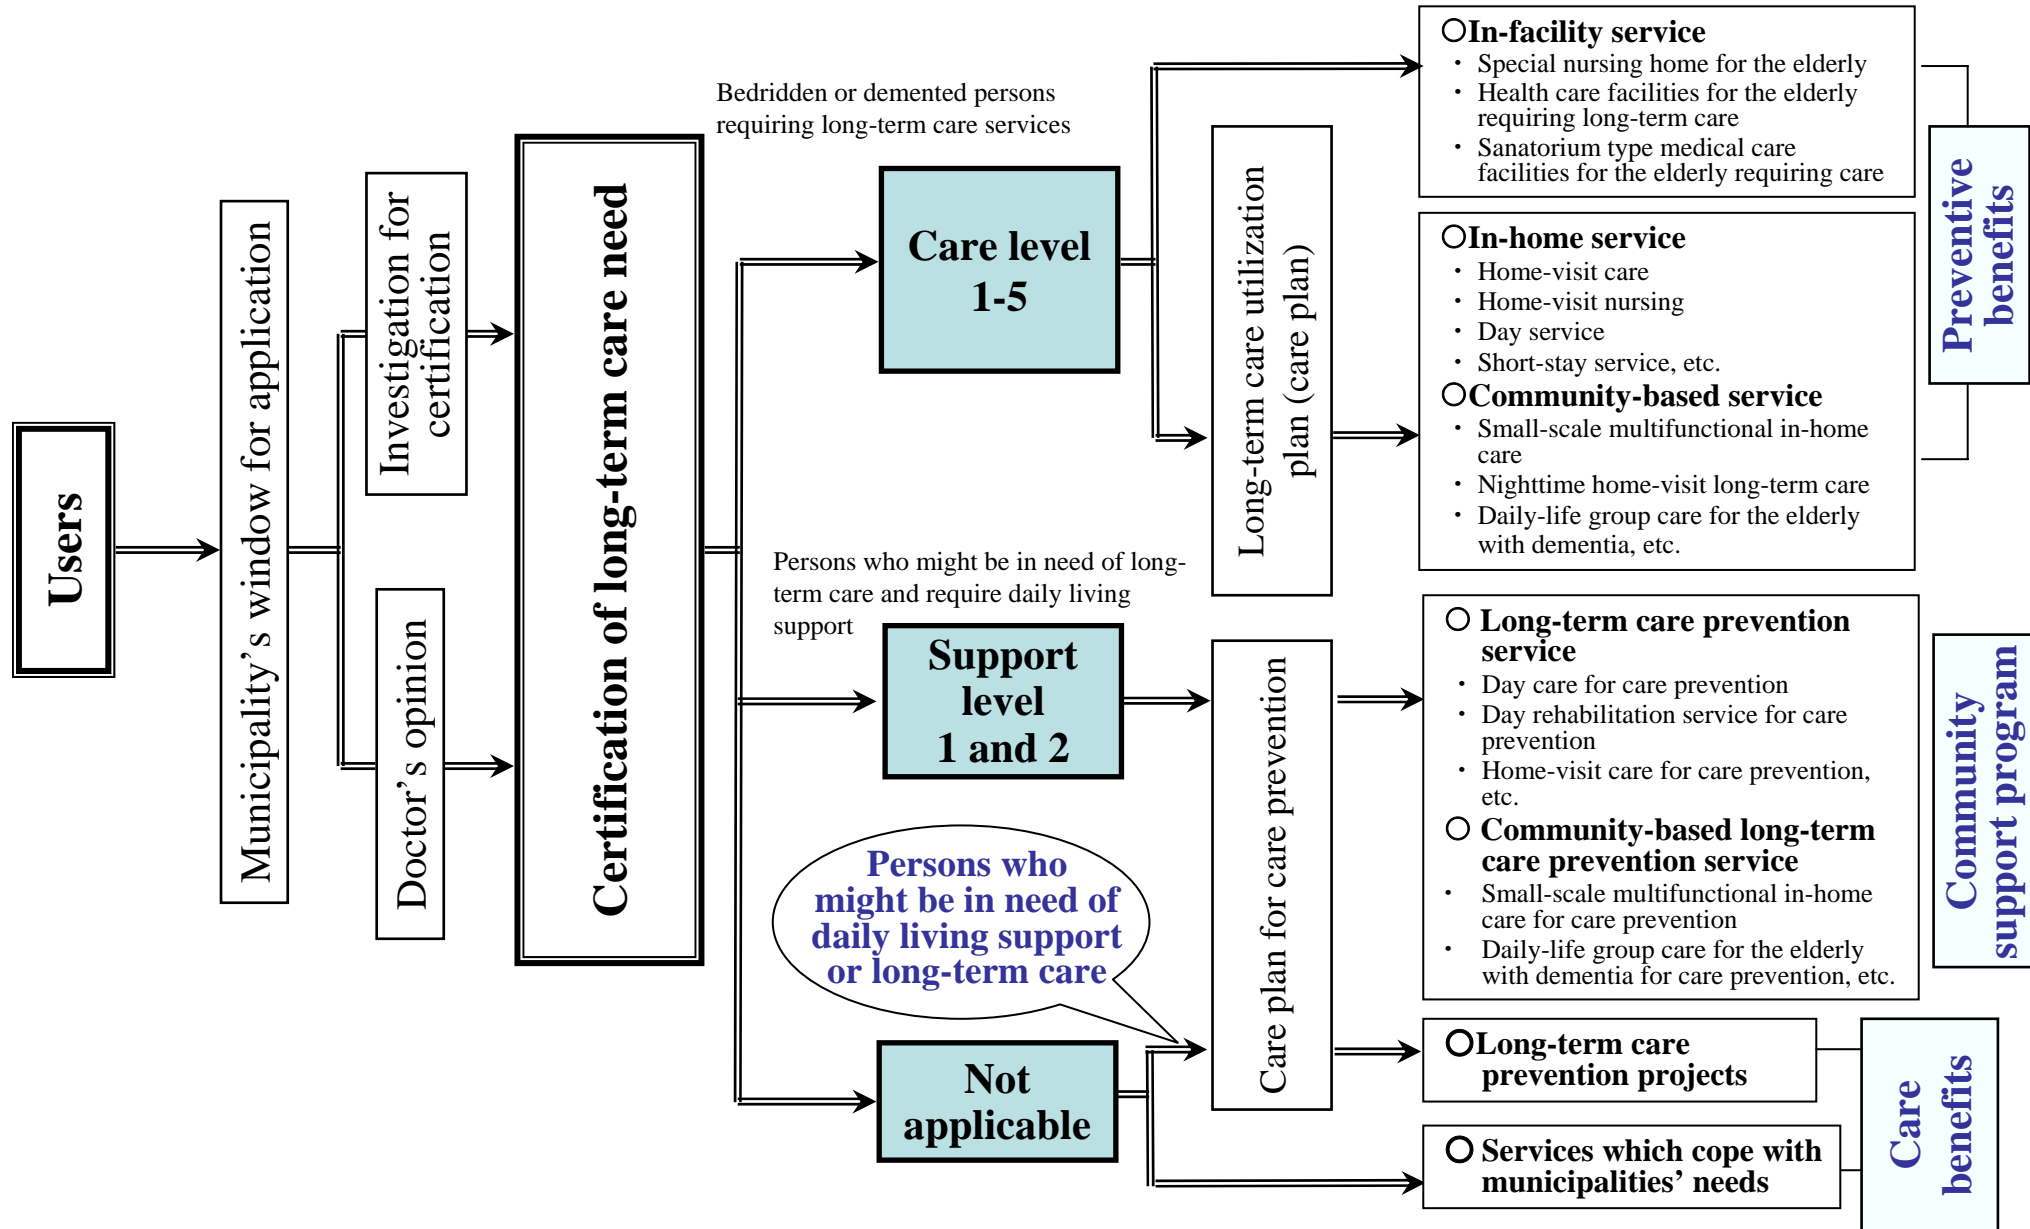 Users
Municipality’s window for application
Investigation for
certification
Doctor’s opinion
Certification of long-term care need
Bedridden or demented persons
requiring long-term care services
Care level
1-5
Persons who might be in need of long-
term care and require daily living
support
Support
level
1 and 2
Persons who
might be in need of
daily living support
or long-term care
Not
applicable
Long-term care utilization
plan (care plan)
Care plan for care prevention
○In-facility service
・ Special nursing home for the elderly
・ Health care facilities for the elderly
requiring long-term care
・ Sanatorium type medical care
facilities for the elderly requiring care
○In-home service
・ Home-visit care
・ Home-visit nursing
・ Day service
・ Short-stay service, etc.
○Community-based service
・ Small-scale multifunctional in-home
care
・ Nighttime home-visit long-term care
・ Daily-life group care for the elderly
with dementia, etc.
○ Long-term care prevention
service
・ Day care for care prevention
・ Day rehabilitation service for care
prevention
・ Home-visit care for care prevention,
etc.
○ Community-based long-term
care prevention service
・ Small-scale multifunctional in-home
care for care prevention
・ Daily-life group care for the elderly
with dementia for care prevention, etc.
○Long-term care
prevention projects
○ Services which cope with
municipalities’ needs
Preventive
benefits
Community
support program
Care
benefits